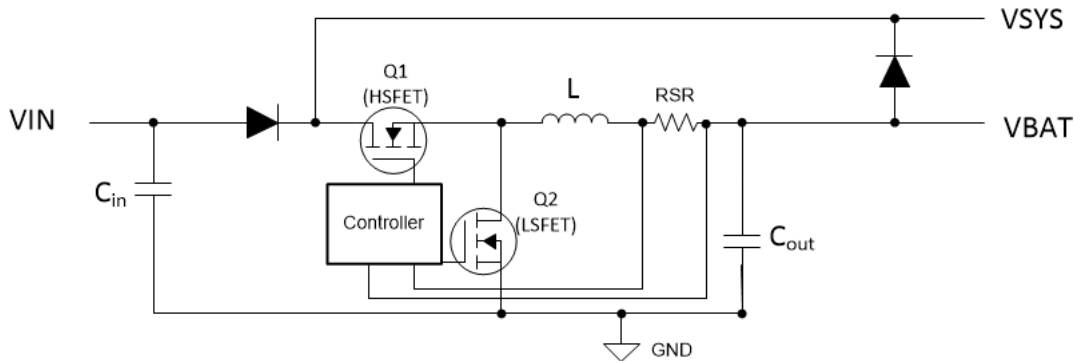 VSYS
Q1
(HSFET)
L
RSR
VIN
VBAT
Cin
Controller
Q2
(LSFET)
Cout
GND